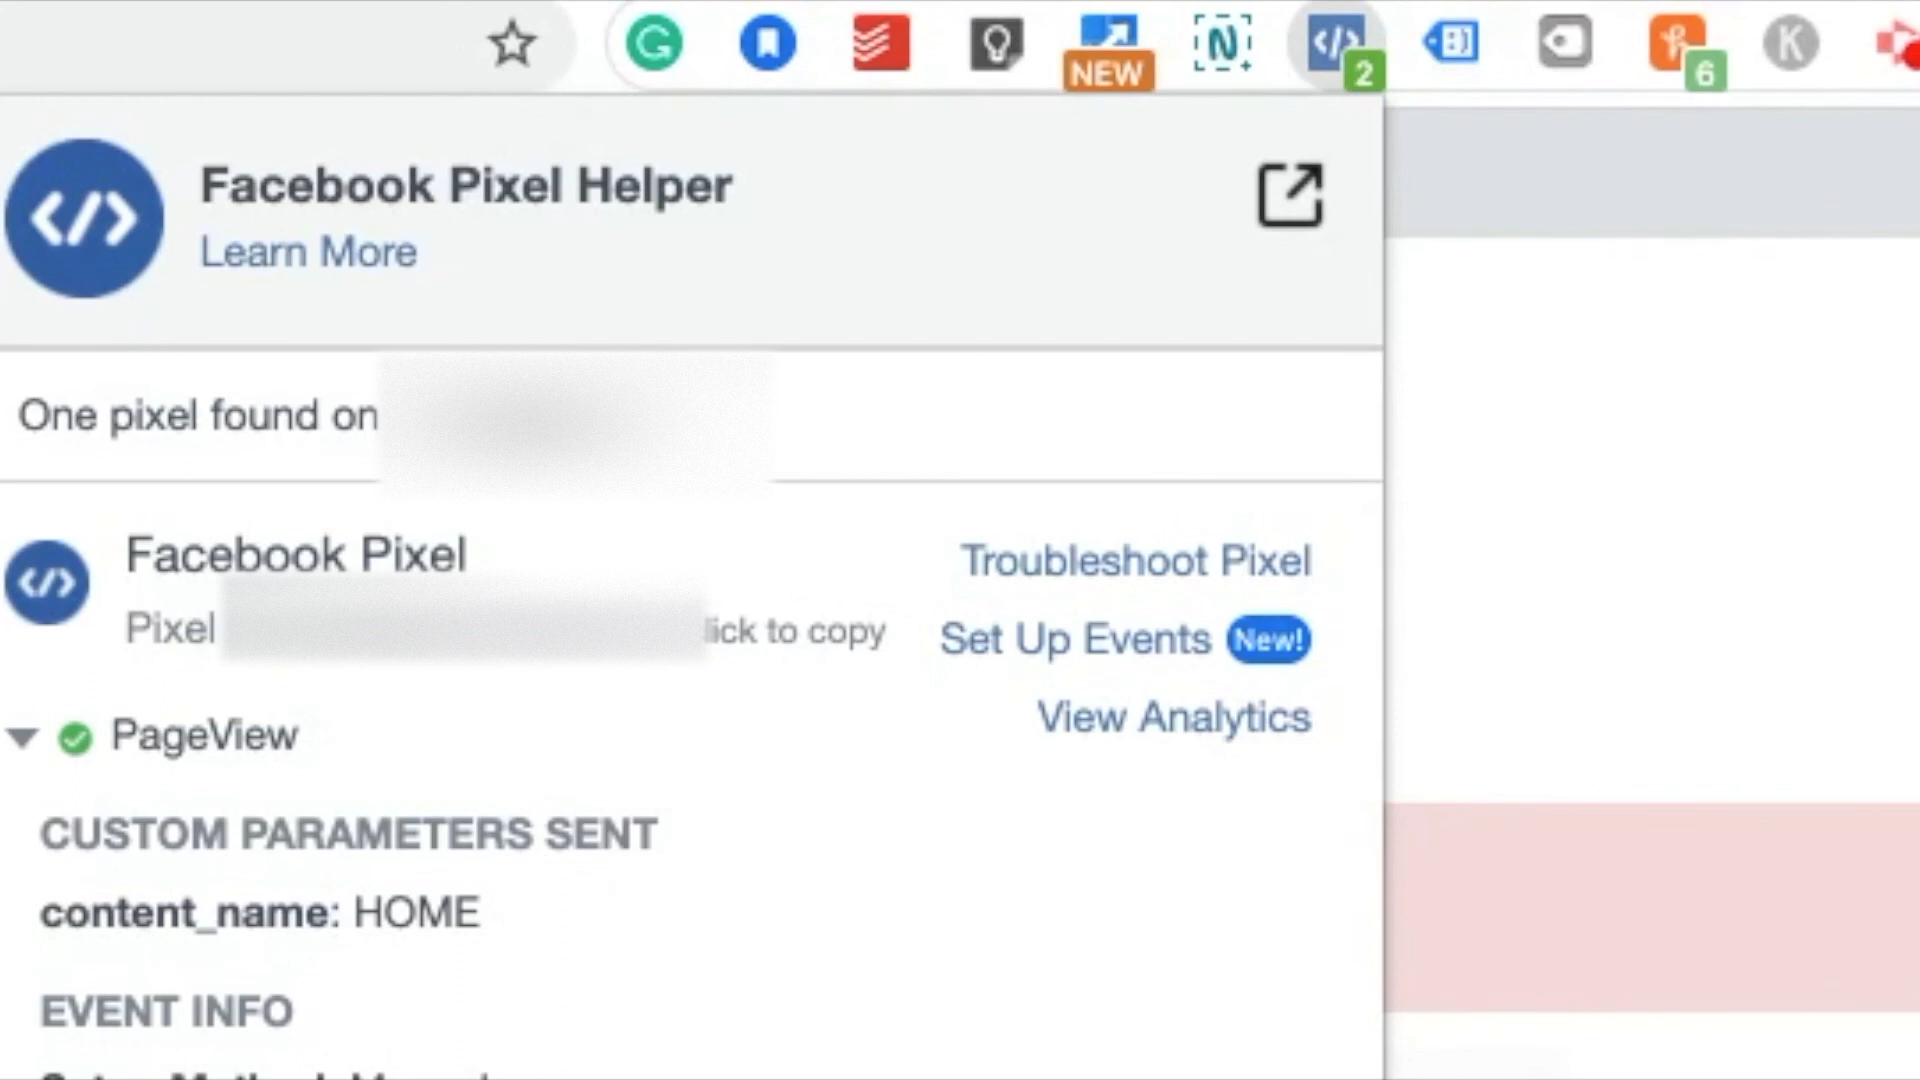 NEW
2
6
K
Facebook Pixel Helper
Learn More
One pixel found on
Facebook Pixel
Pixel lick to copy
Troubleshoot Pixel
Set Up Events New!
View Analytics
PageView
CUSTOM PARAMETERS SENT
content_name: HOME
EVENT INFO